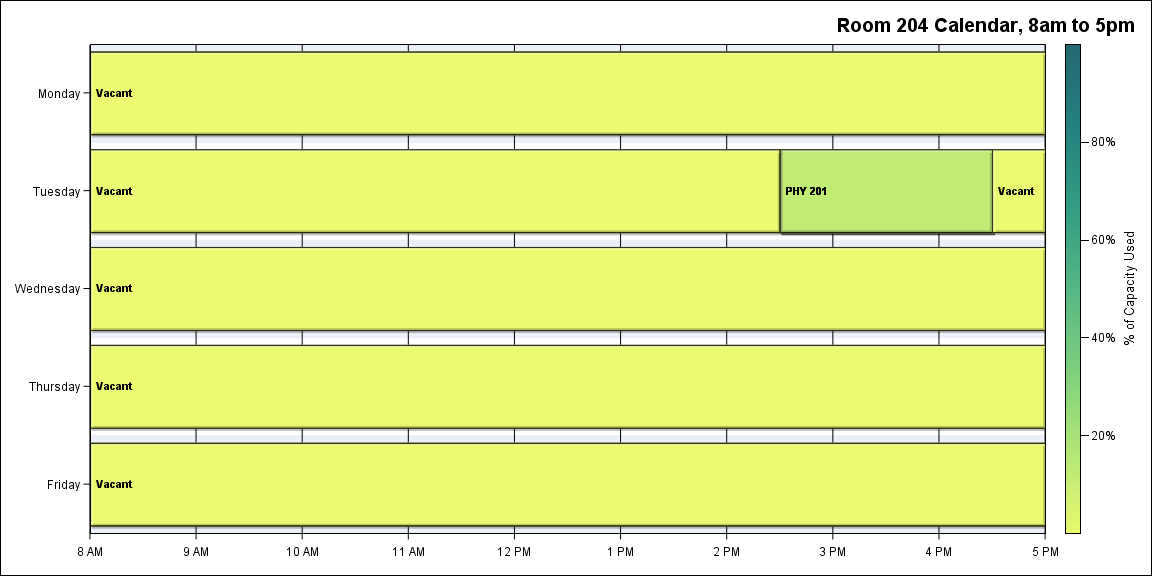 Room 204 Calendar, 8am to 5pm
Monday
Vacant
80%
Tuesday
Vacant
PHY 201
Vacant
60%
Wednesday
Vacant
% of Capacity Used
40%
Thursday
Vacant
20%
Friday
Vacant
8 AM 9 AM 10 AM 11 AM 12 PM 1 PM 2 PM 3 PM 4 PM 5 PM